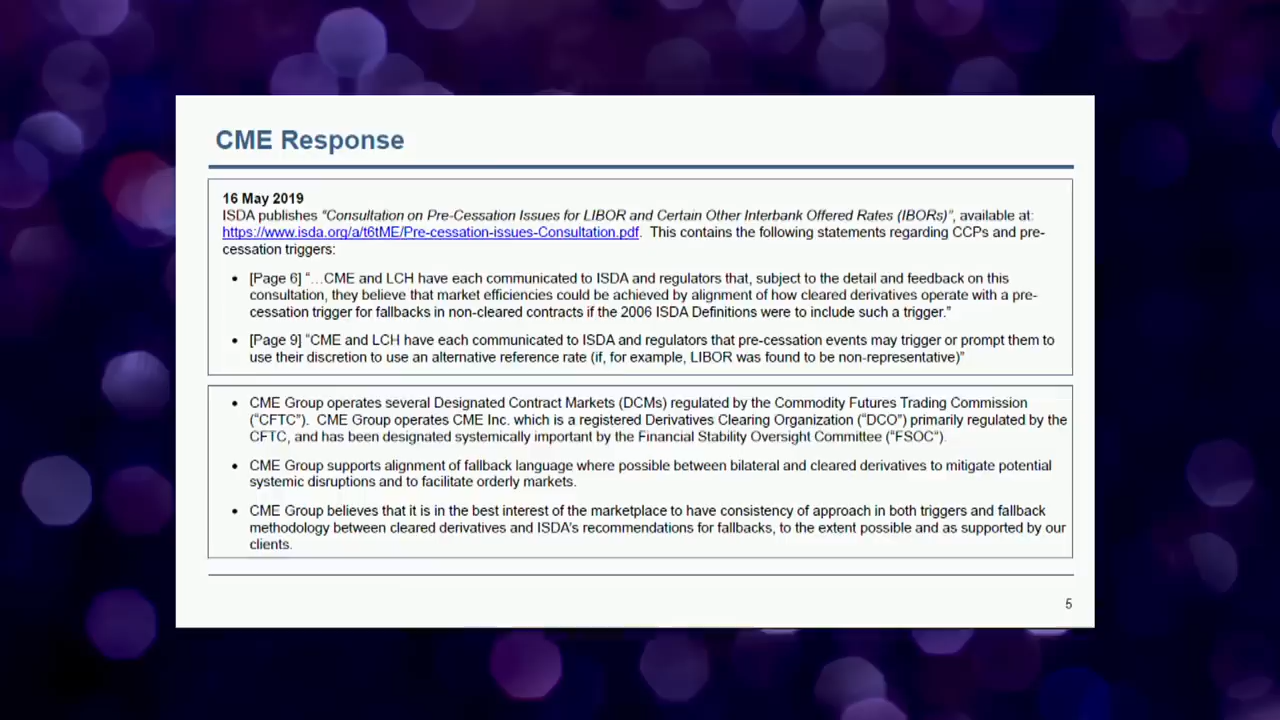 CME Response
16 May 2019
ISDA publishes “Consultation on Pre-Cessation Issues for LIBOR and Certain Other Interbank Offered Rates (IBORs)”, available at:
https://www.isda.org/a/t6tME/Pre-cessation-issues-Consultation.pdf. This contains the following statements regarding CCPs and pre-
cessation triggers:
• [Page 6] “…CME and LCH have each communicated to ISDA and regulators that, subject to the detail and feedback on this
consultation, they believe that market efficiencies could be achieved by alignment of how cleared derivatives operate with a pre-
cessation trigger for fallbacks in non-cleared contracts if the 2006 ISDA Definitions were to include such a trigger.”
• [Page 9] “CME and LCH have each communicated to ISDA and regulators that pre-cessation events may trigger or prompt them to
use their discretion to use an alternative reference rate (if, for example, LIBOR was found to be non-representative)”
• CME Group operates several Designated Contract Markets (DCMs) regulated by the Commodity Futures Trading Commission
(“CFTC”). CME Group operates CME Inc. which is a registered Derivatives Clearing Organization (“DCO”) primarily regulated by the
CFTC, and has been designated systemically important by the Financial Stability Oversight Committee (“FSOC”).
• CME Group supports alignment of fallback language where possible between bilateral and cleared derivatives to mitigate potential
systemic disruptions and to facilitate orderly markets.
• CME Group believes that it is in the best interest of the marketplace to have consistency of approach in both triggers and fallback
methodology between cleared derivatives and ISDA’s recommendations for fallbacks, to the extent possible and as supported by our
clients.
5